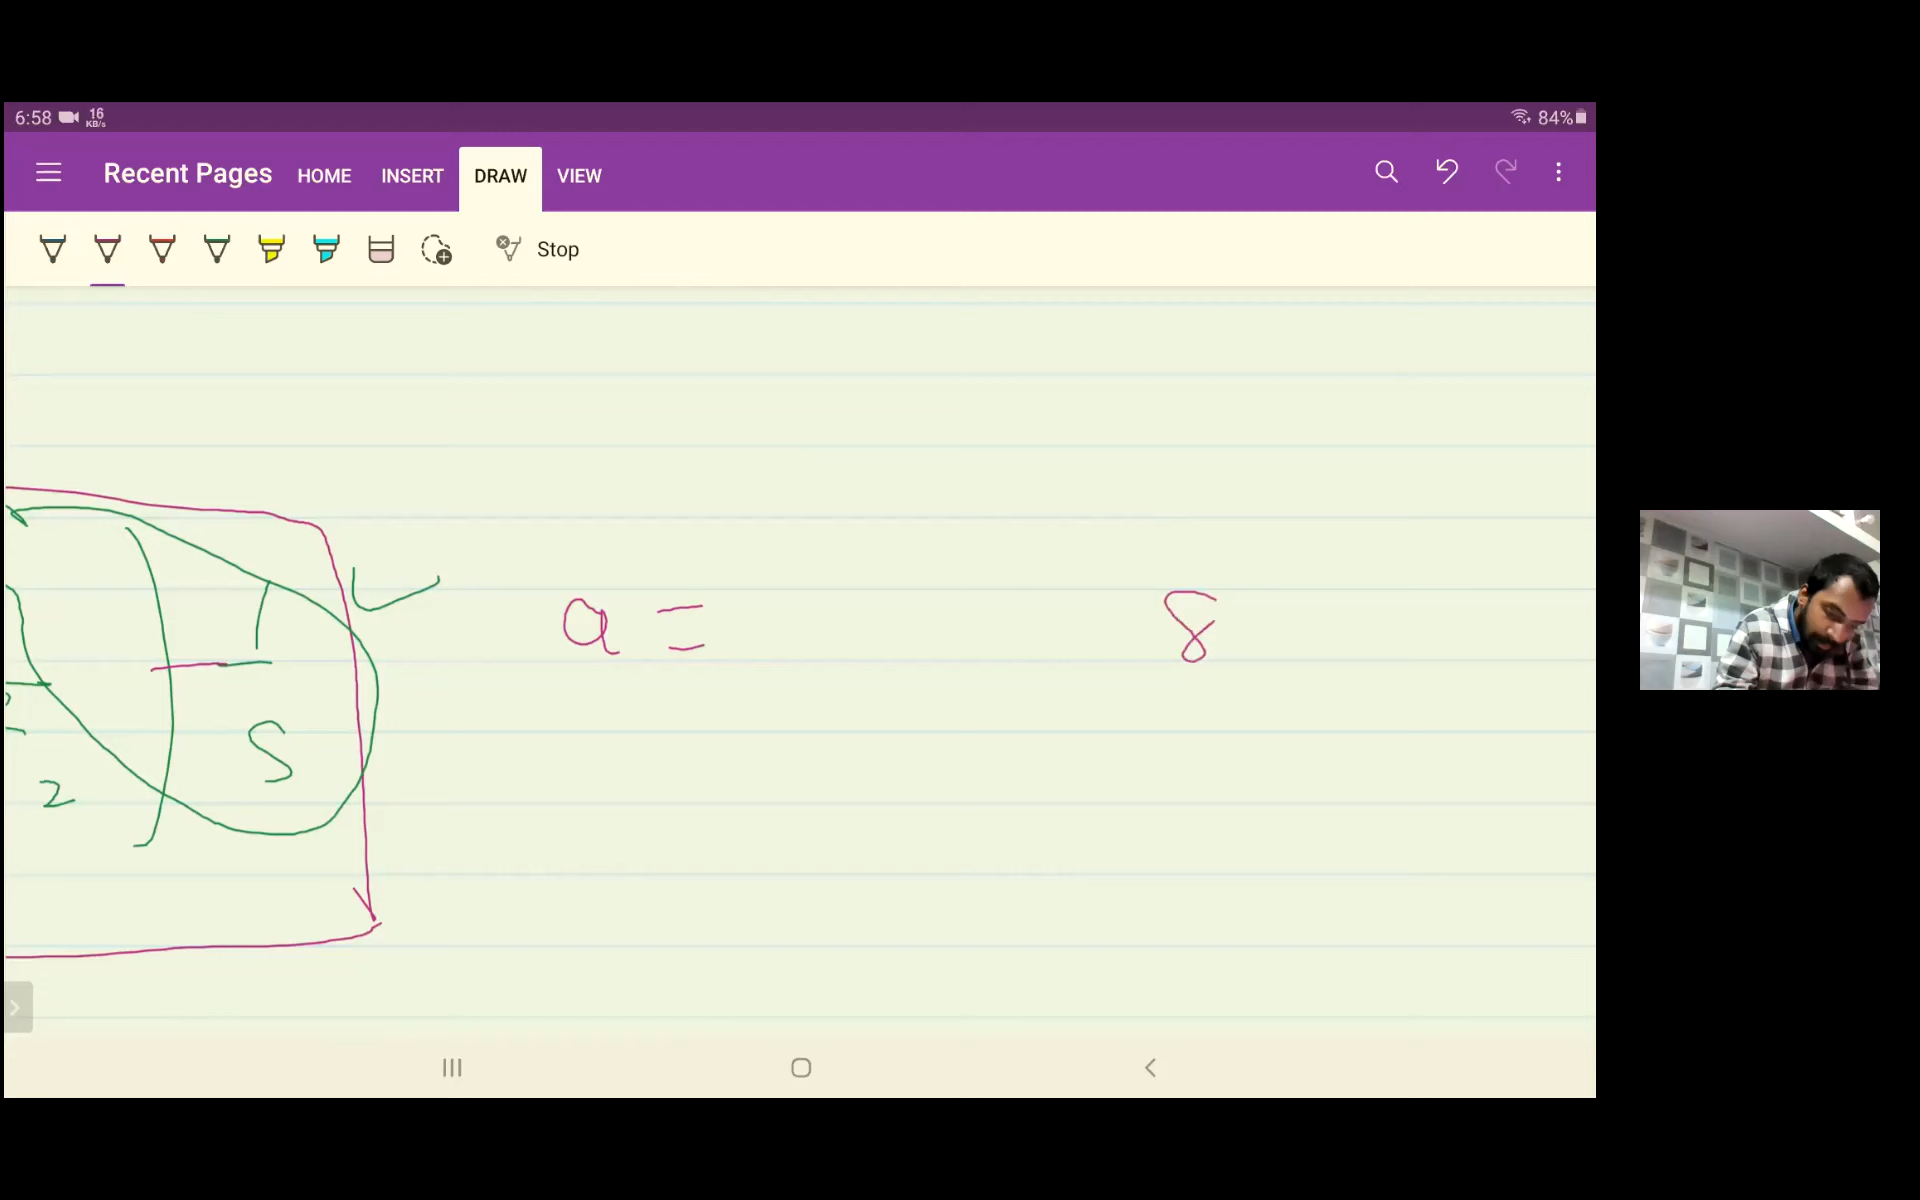 6:58 16 KB/s 84%
Recent Pages HOME INSERT DRAW VIEW
Stop
a = 8
S
2